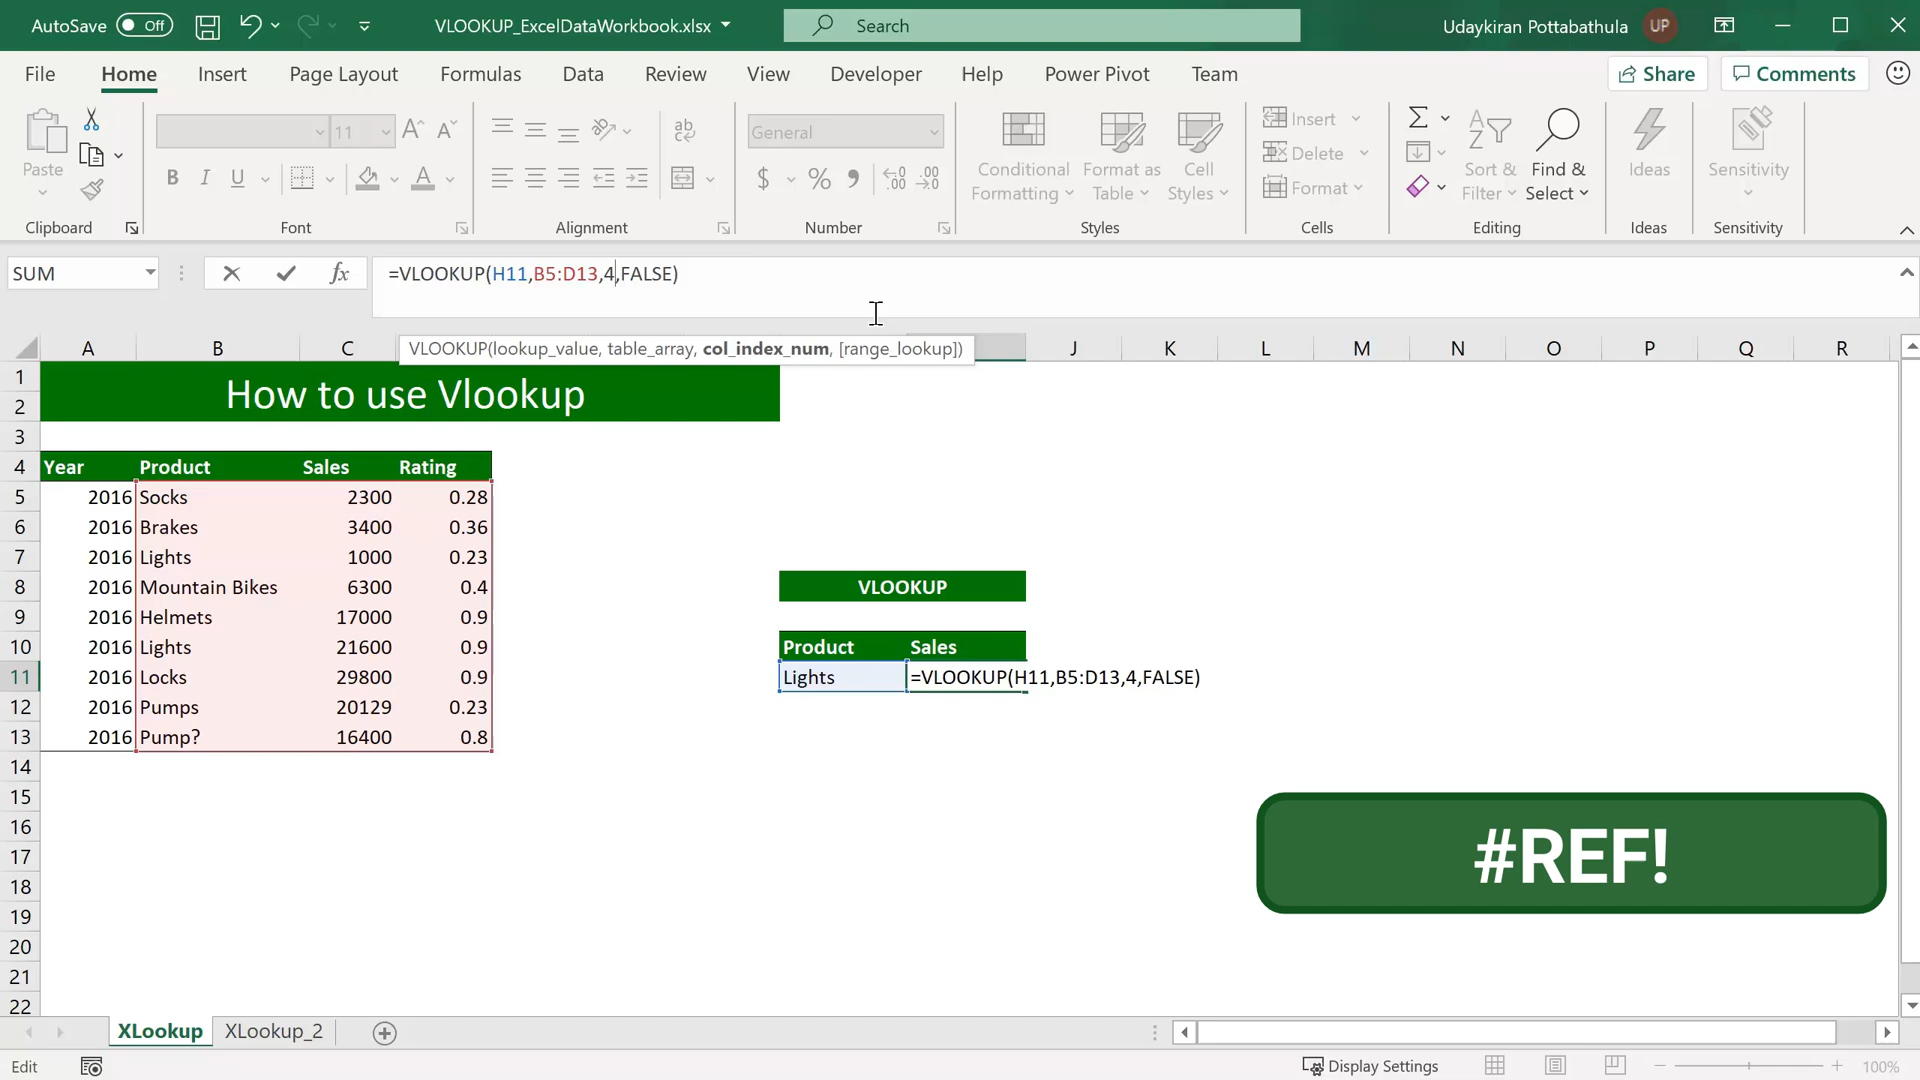 AutoSave Off VLOOKUP_ExcelDataWorkbook.xlsx Search Udaykiran Pottabathula UP
File Home Insert Page Layout Formulas Data Review View Developer Help Power Pivot Team Share Comments
Paste 11 A A ab General Conditional Formatting Format as Table Cell Styles Insert Delete Format Sort & Filter Find & Select Ideas Sensitivity
B I U A $ % 9 .00 .00
Clipboard Font Alignment Number Styles Cells Editing Ideas Sensitivity
SUM fx =VLOOKUP(H11,B5:D13,4,FALSE)
VLOOKUP(lookup_value, table_array, col_index_num, [range_lookup])
A B C J K L M N O P Q R
1 How to use Vlookup
2
3
4 Year Product Sales Rating
5 2016 Socks 2300 0.28
6 2016 Brakes 3400 0.36
7 2016 Lights 1000 0.23
8 2016 Mountain Bikes 6300 0.4 VLOOKUP
9 2016 Helmets 17000 0.9
10 2016 Lights 21600 0.9 Product Sales
11 2016 Locks 29800 0.9 Lights =VLOOKUP(H11,B5:D13,4,FALSE)
12 2016 Pumps 20129 0.23
13 2016 Pump? 16400 0.8
14
15
16
17 #REF!
18
19
20
21
22
XLookup XLookup_2
Edit Display Settings 100%